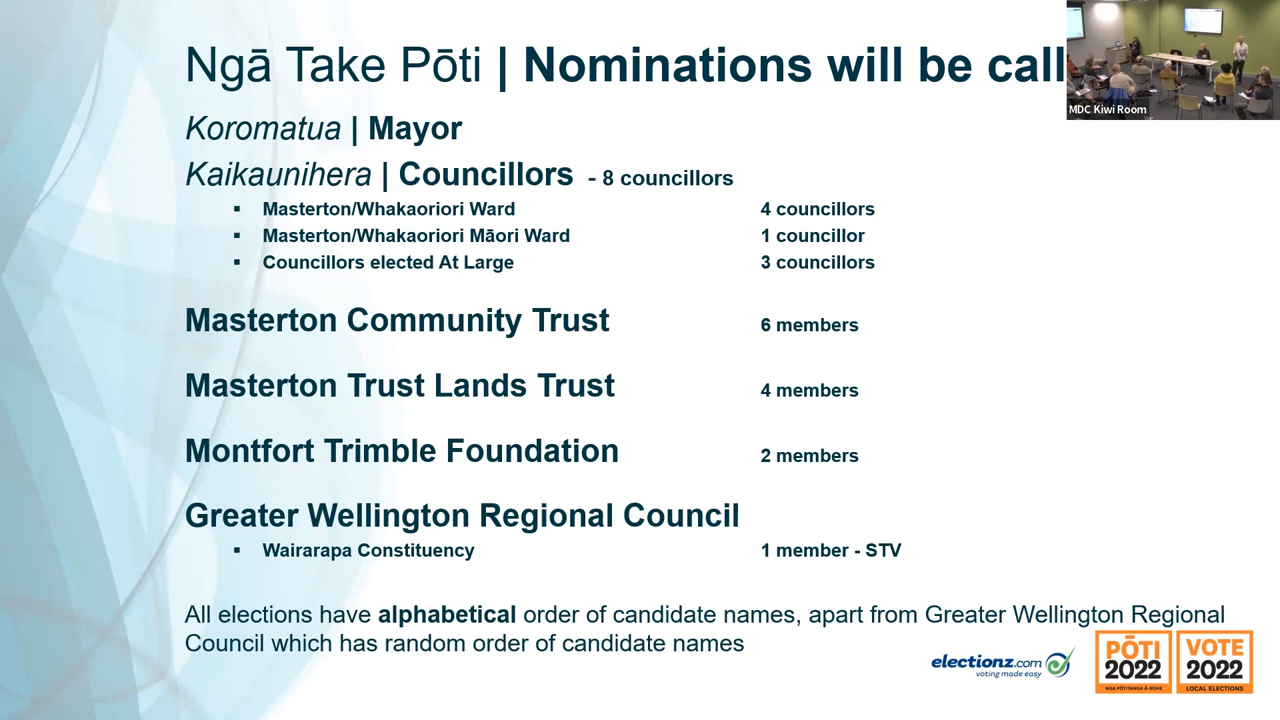 Ngā Take Pōti | Nominations will be call
MDC Kiwi Room
Koromatua | Mayor
Kaikaunihera | Councillors - 8 councillors
▪ Masterton/Whakaoriori Ward 4 councillors
▪ Masterton/Whakaoriori Māori Ward 1 councillor
▪ Councillors elected At Large 3 councillors
Masterton Community Trust 6 members
Masterton Trust Lands Trust 4 members
Montfort Trimble Foundation 2 members
Greater Wellington Regional Council
▪ Wairarapa Constituency 1 member - STV
All elections have alphabetical order of candidate names, apart from Greater Wellington Regional
Council which has random order of candidate names
electionz.com
voting made easy
PŌTI
2022
NGA PŌTITANGA Ā-ROHE
VOTE
2022
LOCAL ELECTIONS